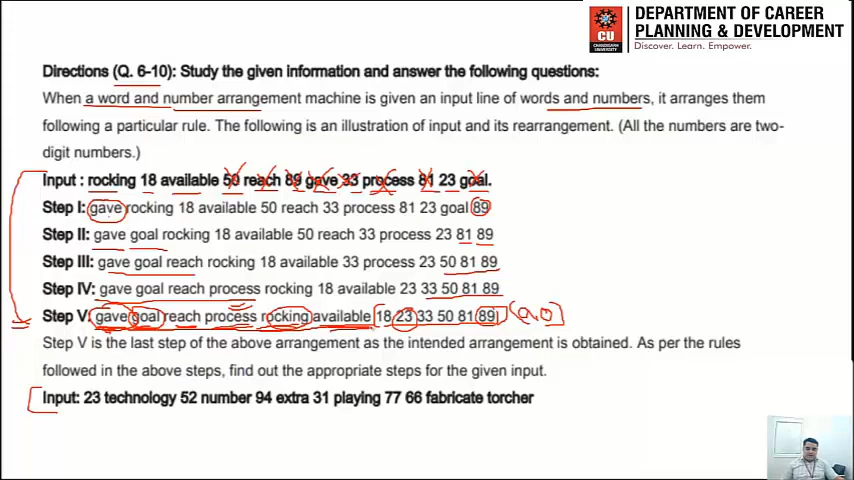 DEPARTMENT OF CAREER
PLANNING & DEVELOPMENT
Discover. Learn. Empower.
CU
CHANDIGARH
UNIVERSITY
Directions (Q. 6-10): Study the given information and answer the following questions:
When a word and number arrangement machine is given an input line of words and numbers, it arranges them
following a particular rule. The following is an illustration of input and its rearrangement. (All the numbers are two-
digit numbers.)
Input : rocking 18 available 50 reach 89 gave 33 process 81 23 goal.
Step I: gave rocking 18 available 50 reach 33 process 81 23 goal 89
Step II: gave goal rocking 18 available 50 reach 33 process 23 81 89
Step III: gave goal reach rocking 18 available 33 process 23 50 81 89
Step IV: gave goal reach process rocking 18 available 23 33 50 81 89
Step V: gave goal reach process rocking available 18 23 33 50 81 89
Step V is the last step of the above arrangement as the intended arrangement is obtained. As per the rules
followed in the above steps, find out the appropriate steps for the given input.
Input: 23 technology 52 number 94 extra 31 playing 77 66 fabricate torcher